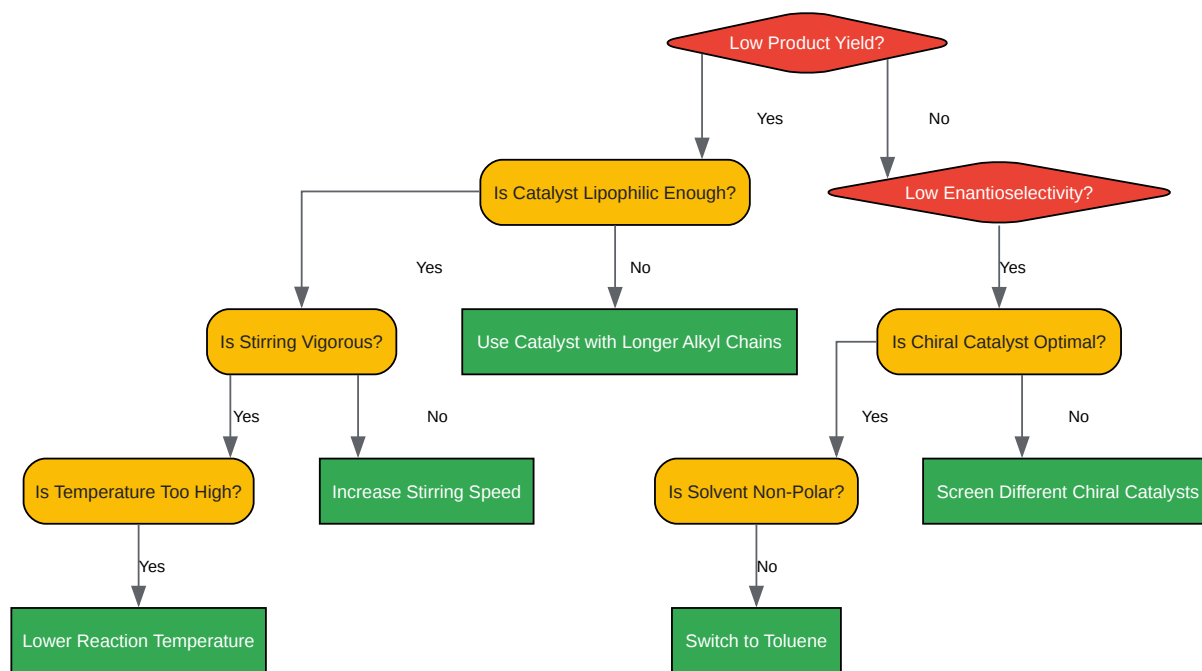 Low Product Yield?
Yes
No
Is Catalyst Lipophilic Enough?
Low Enantioselectivity?
Yes
No
Yes
Is Stirring Vigorous?
Use Catalyst with Longer Alkyl Chains
Is Chiral Catalyst Optimal?
Yes
No
Yes
No
Is Temperature Too High?
Increase Stirring Speed
Is Solvent Non-Polar?
Screen Different Chiral Catalysts
Yes
No
Lower Reaction Temperature
Switch to Toluene